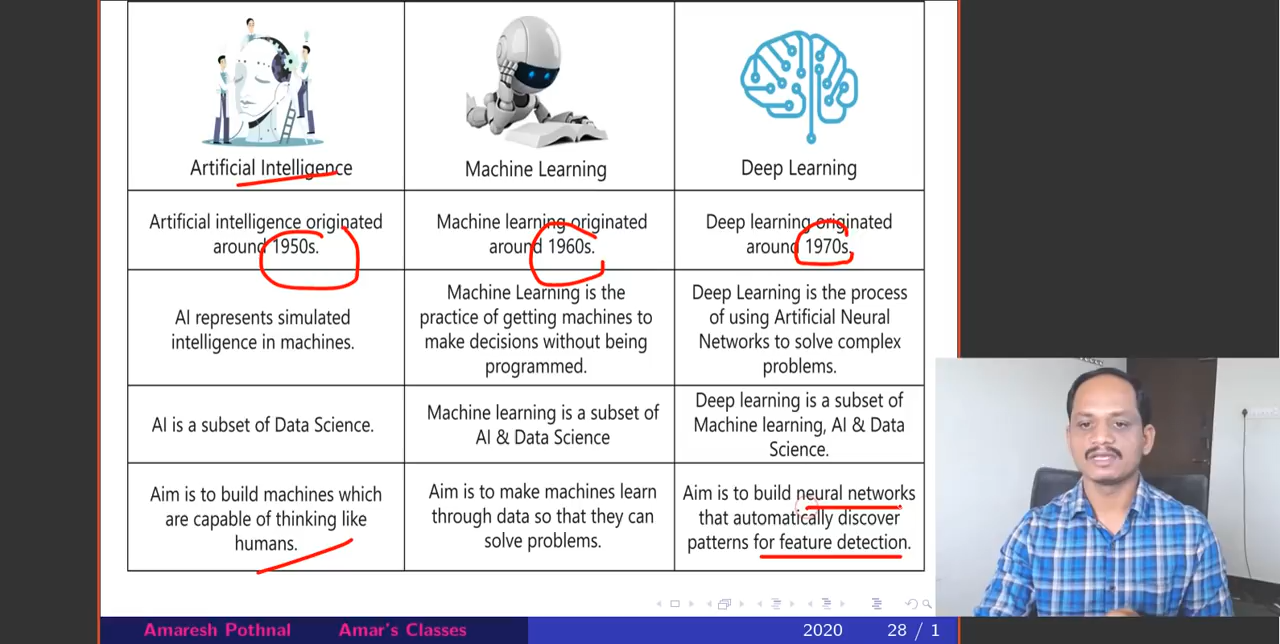 Artificial Intelligence
Machine Learning
Deep Learning
Artificial intelligence originated
around 1950s.
Machine learning originated
around 1960s.
Deep learning originated
around 1970s.
AI represents simulated
intelligence in machines.
Machine Learning is the
practice of getting machines to
make decisions without being
programmed.
Deep Learning is the process
of using Artificial Neural
Networks to solve complex
problems.
AI is a subset of Data Science.
Machine learning is a subset of
AI & Data Science
Deep learning is a subset of
Machine learning, AI & Data
Science.
Aim is to build machines which
are capable of thinking like
humans.
Aim is to make machines learn
through data so that they can
solve problems.
Aim is to build neural networks
that automatically discover
patterns for feature detection.
Amaresh Pothnal Amar's Classes 2020 28 / 1